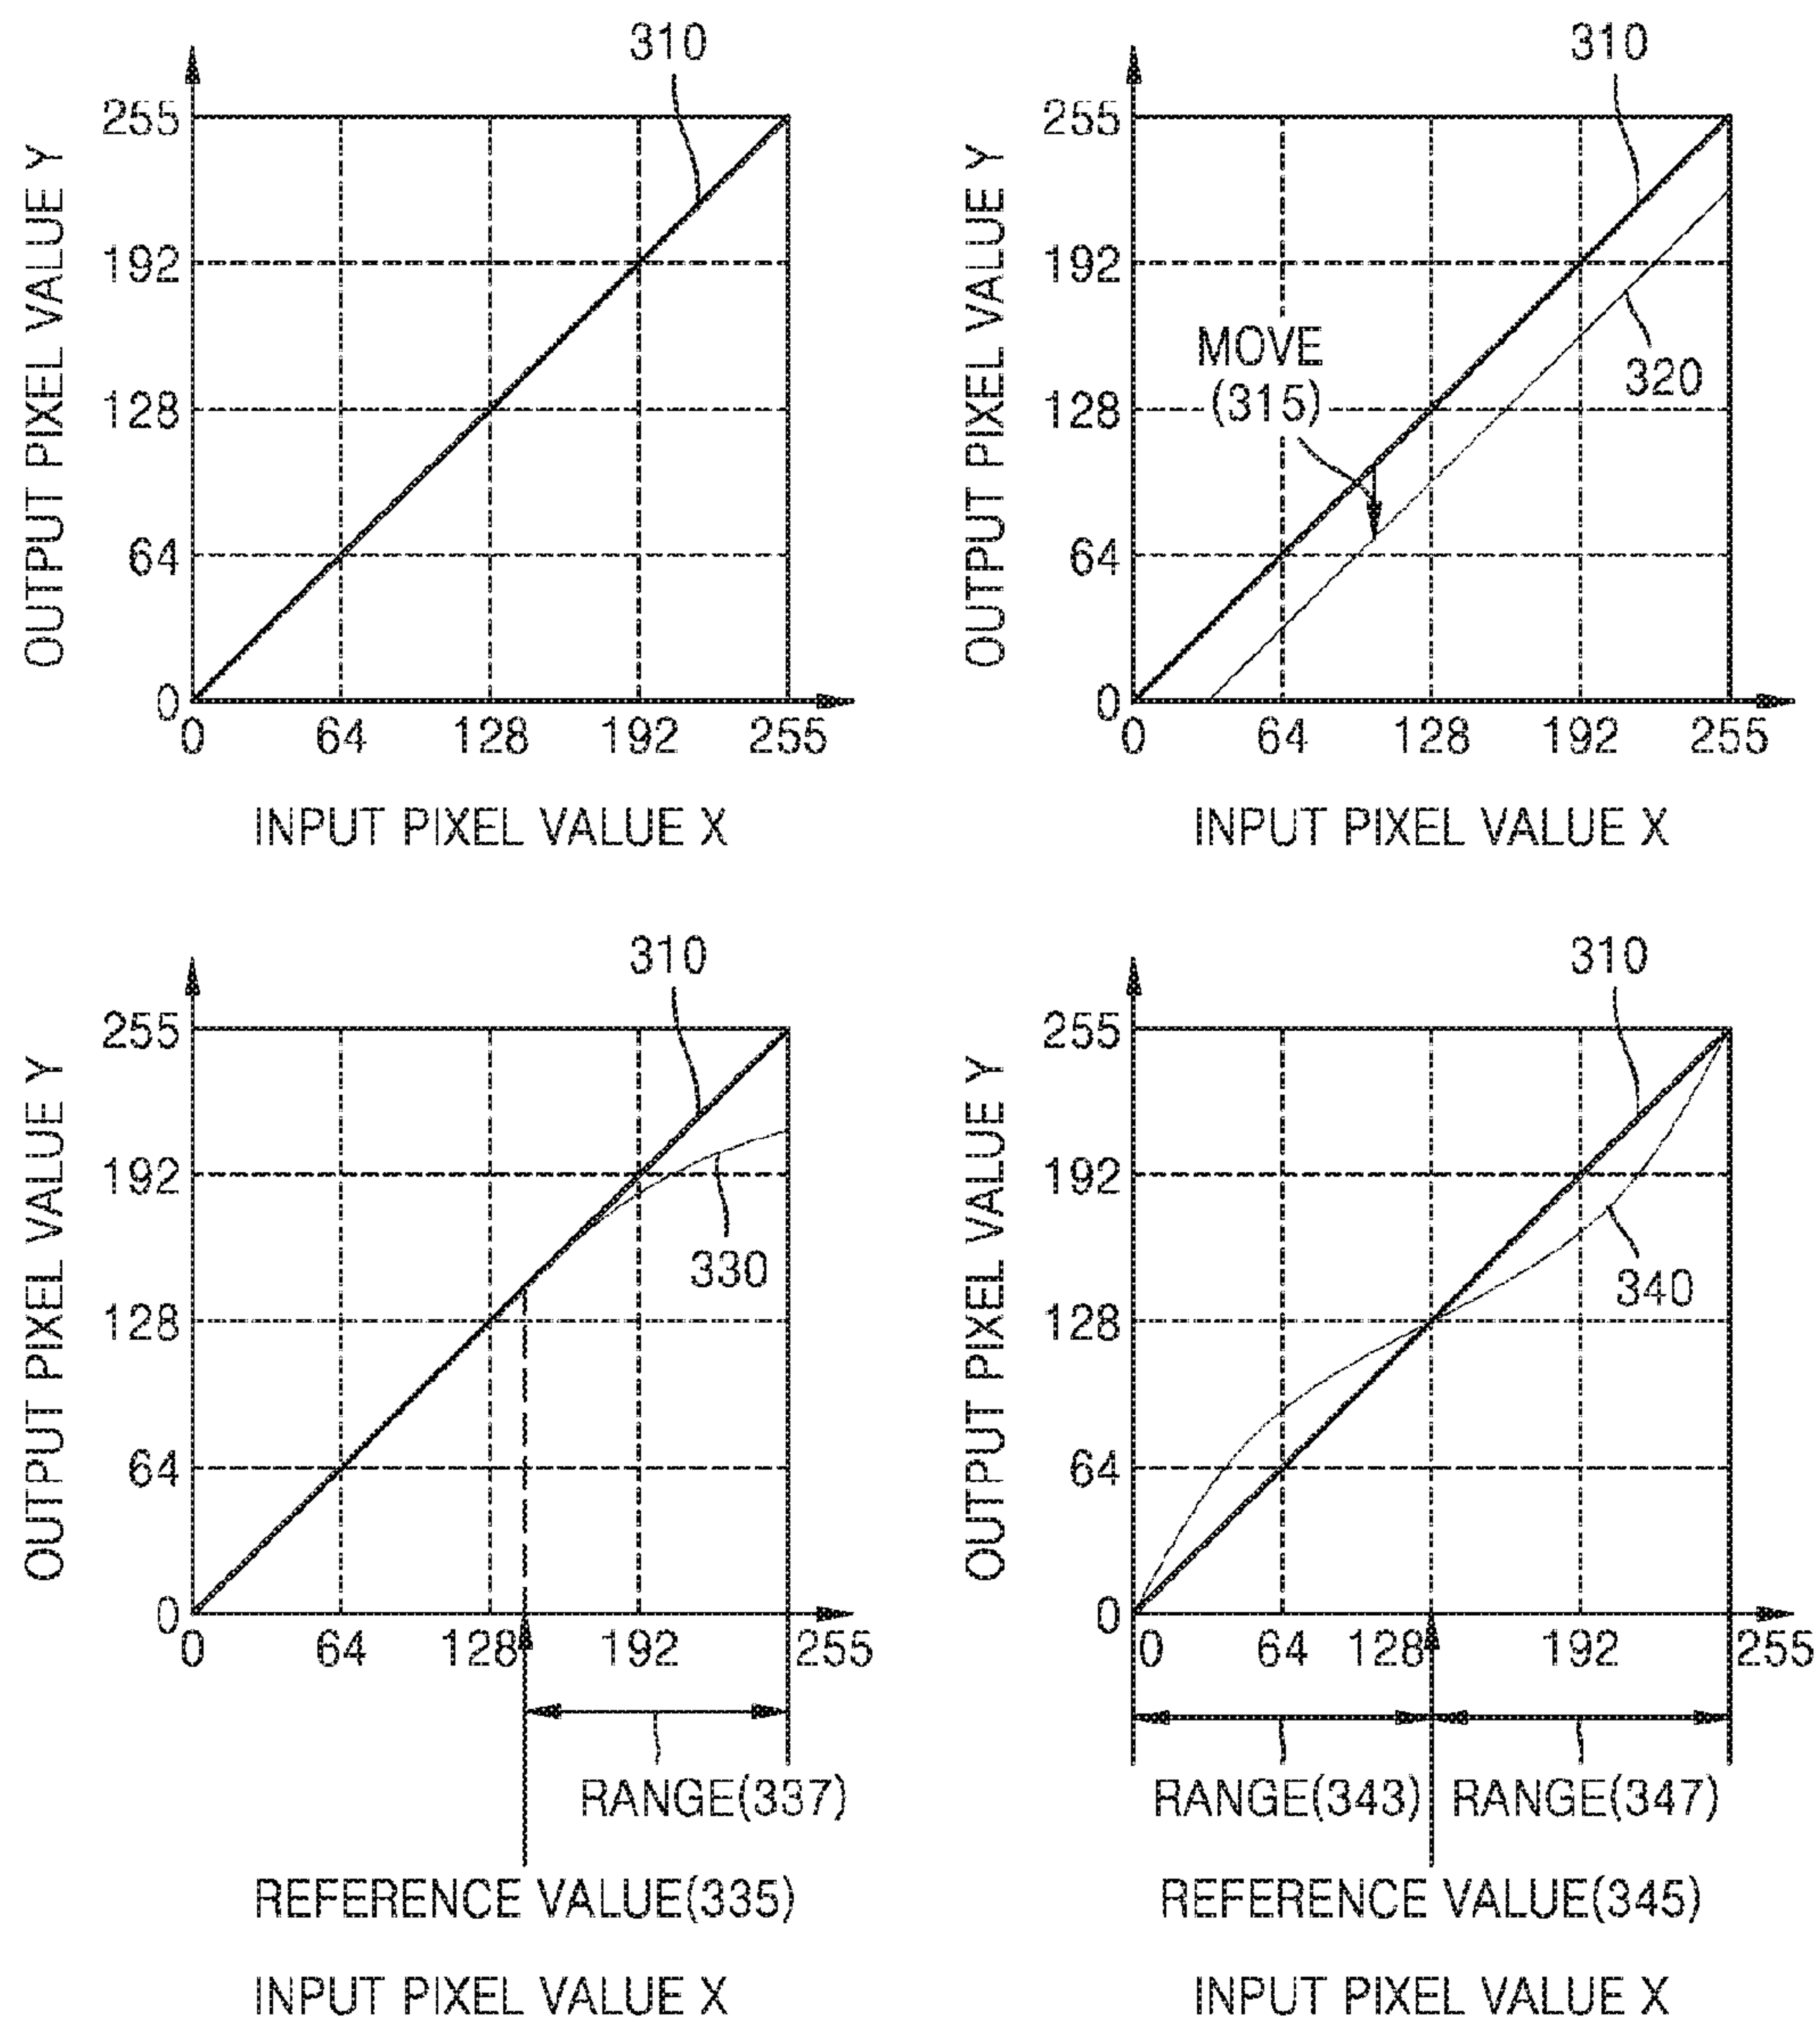 310
OUTPUT PIXEL VALUE Y
255
192
128
64
0
0 64 128 192 255
INPUT PIXEL VALUE X
310
OUTPUT PIXEL VALUE Y
255
192
128
64
0
MOVE
(315)
320
0 64 128 192 255
INPUT PIXEL VALUE X
310
OUTPUT PIXEL VALUE Y
255
192
128
64
0
330
0 64 128 192 255
RANGE(337)
REFERENCE VALUE(335)
INPUT PIXEL VALUE X
310
OUTPUT PIXEL VALUE Y
255
192
128
64
0
340
0 64 128 192 255
RANGE(343) RANGE(347)
REFERENCE VALUE(345)
INPUT PIXEL VALUE X